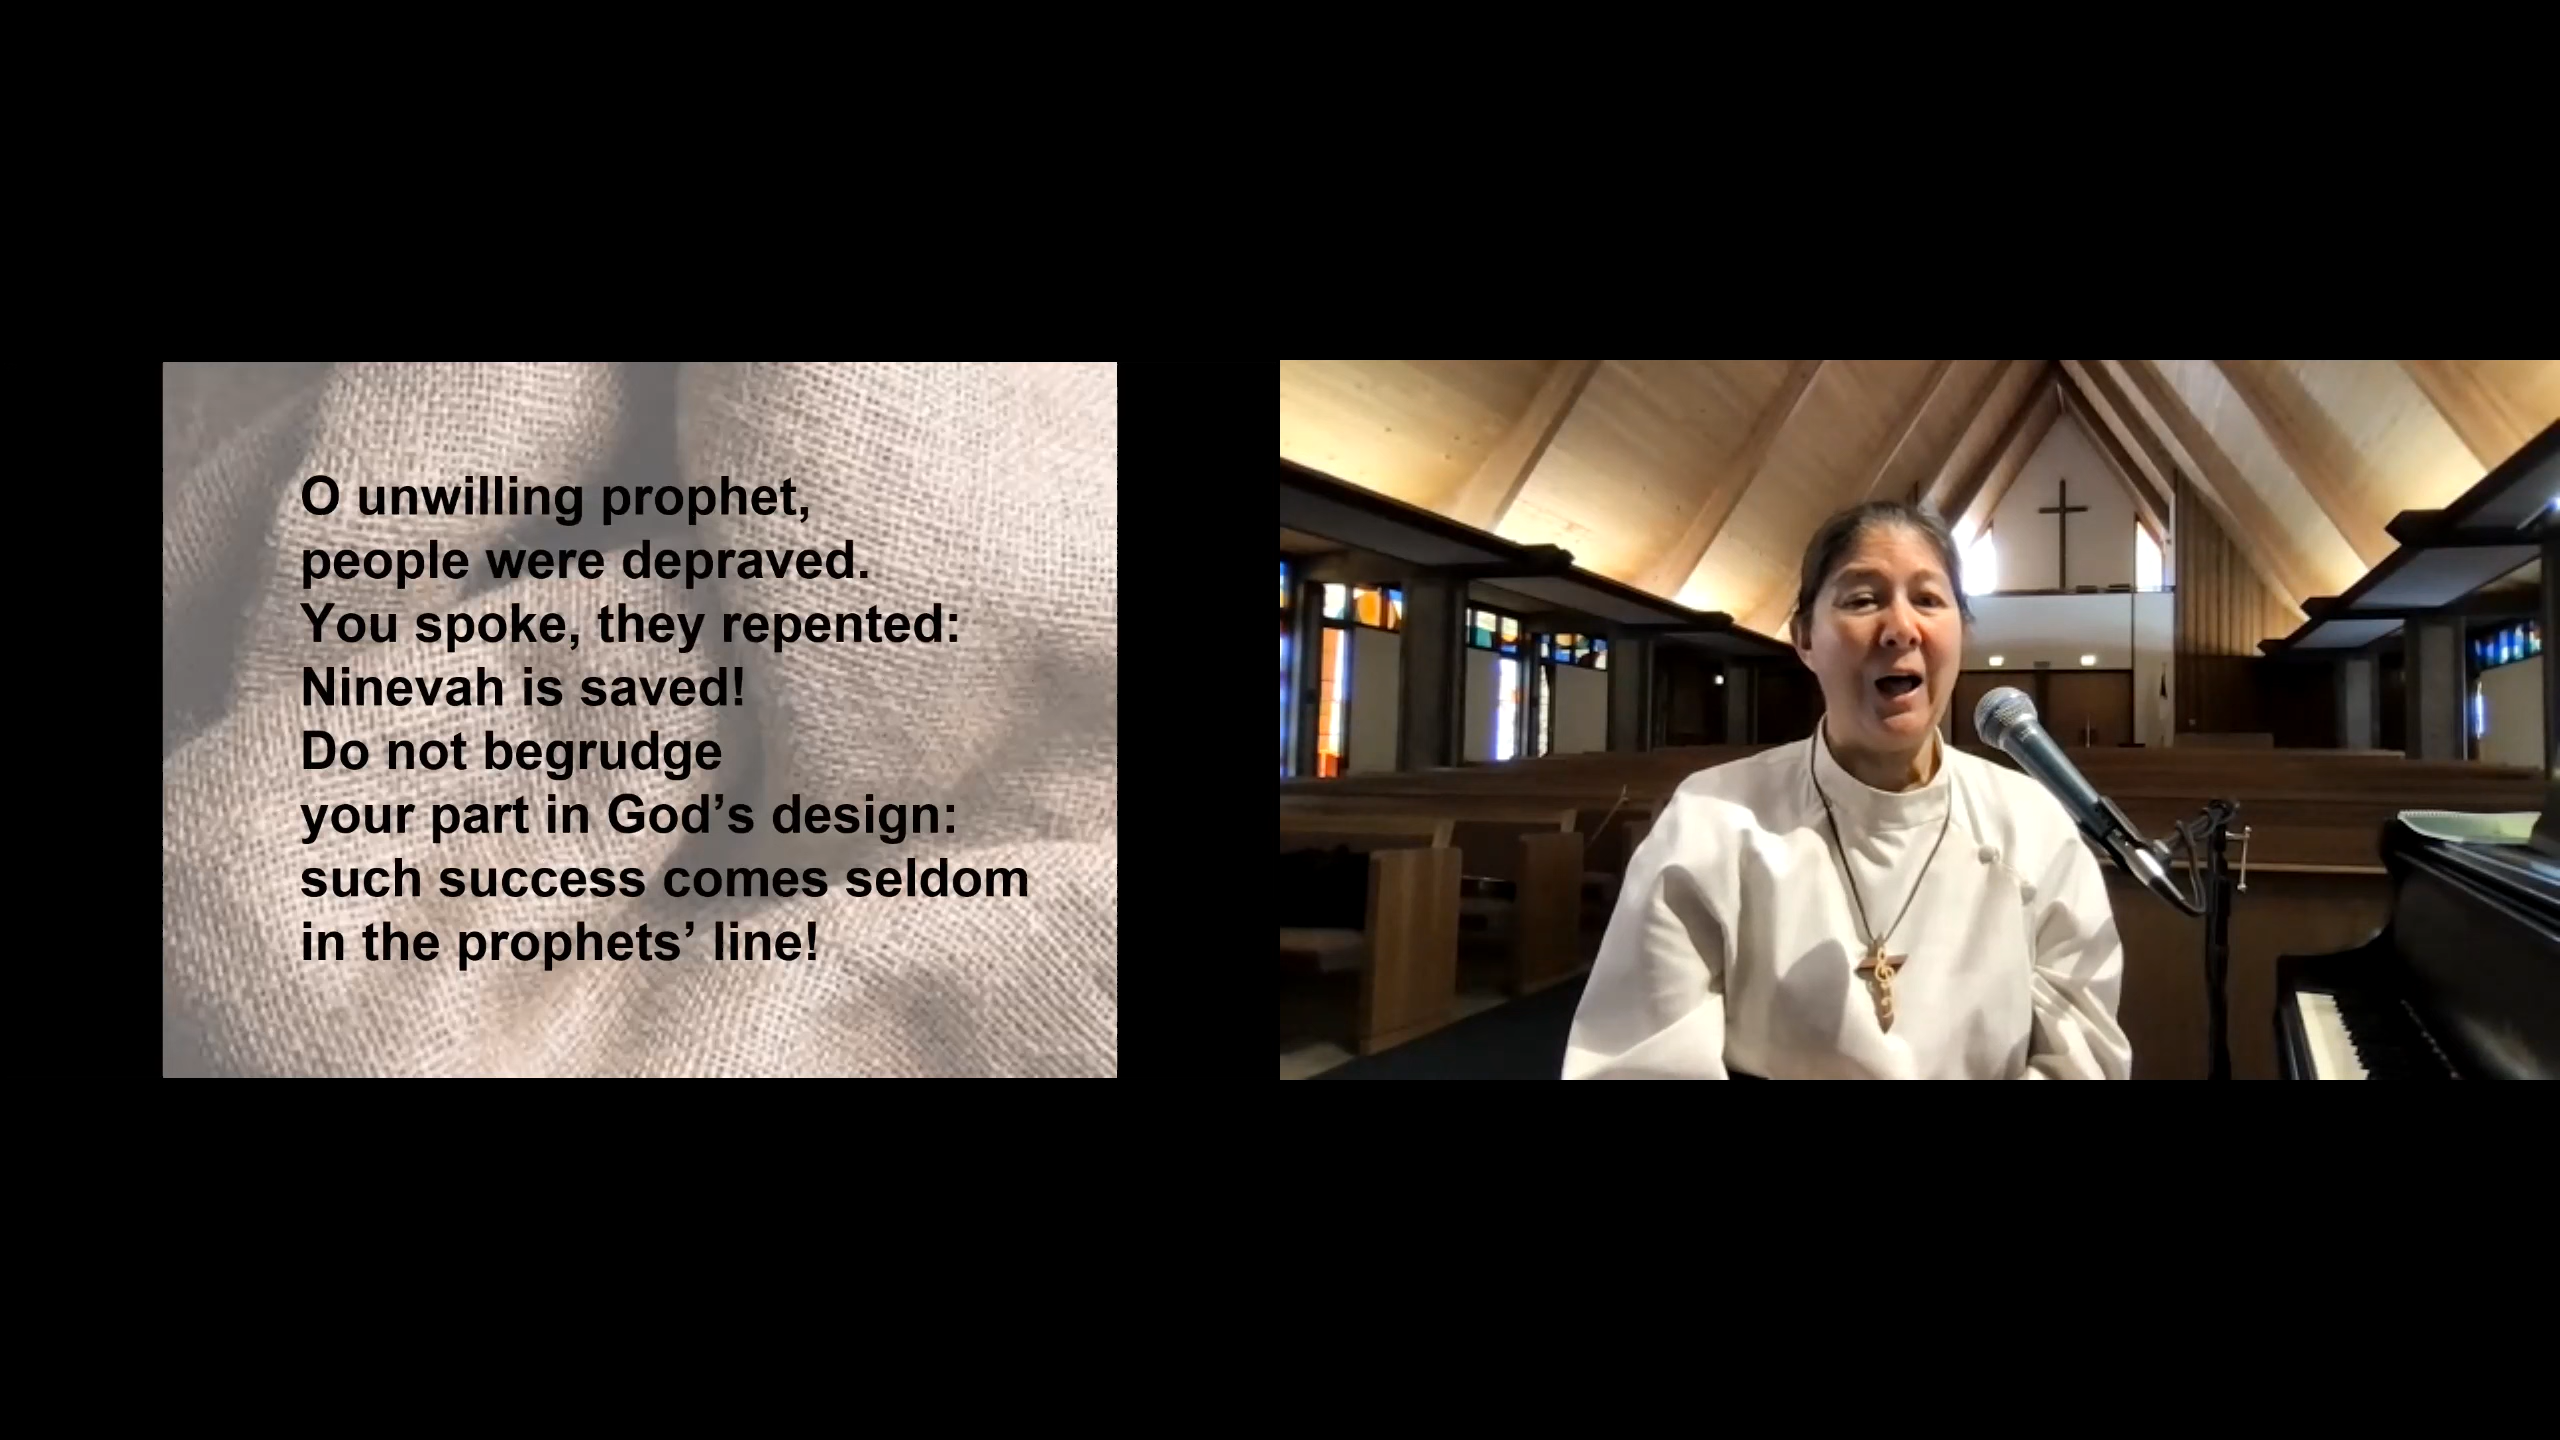 O unwilling prophet,
people were depraved.
You spoke, they repented:
Ninevah is saved!
Do not begrudge
your part in God’s design:
such success comes seldom
in the prophets’ line!